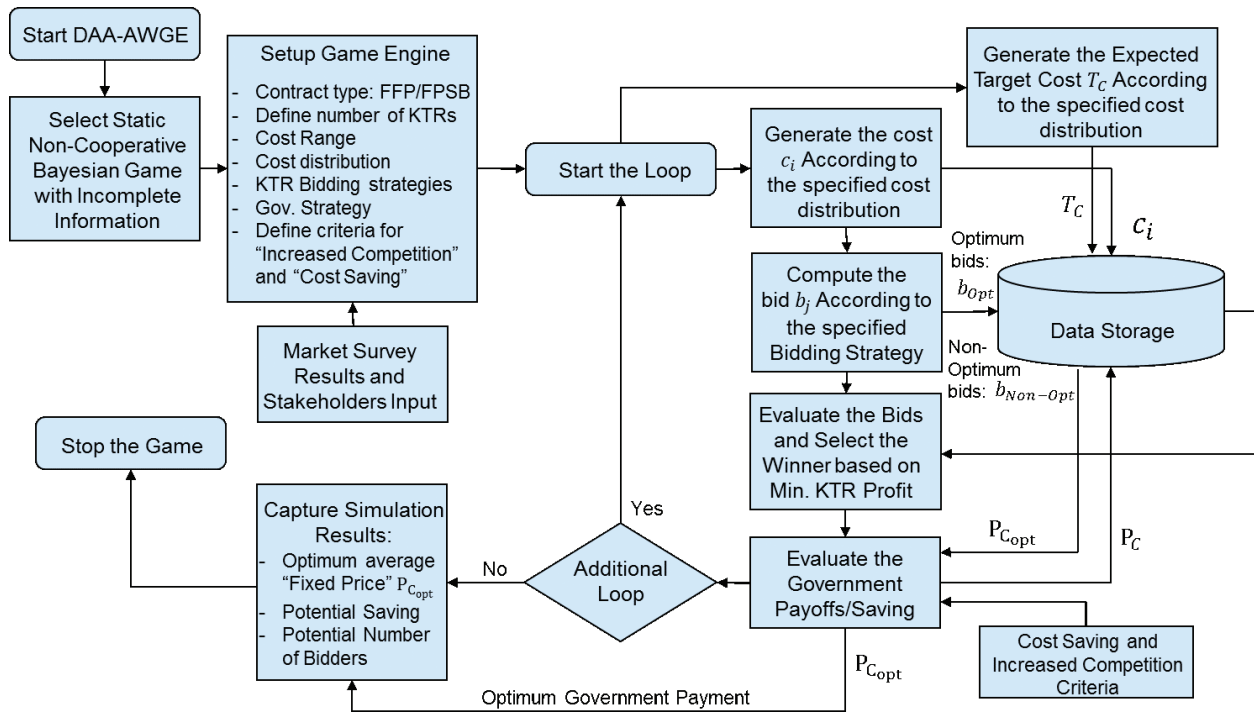 Start DAA-AWGE
Select Static
Non-Cooperative
Bayesian Game
with Incomplete
Information
Setup Game Engine
- Contract type: FFP/FPSB
- Define number of KTRs
- Cost Range
- Cost distribution
- KTR Bidding strategies
- Gov. Strategy
- Define criteria for
“Increased Competition”
and “Cost Saving”
Market Survey
Results and
Stakeholders Input
Start the Loop
Generate the Expected
Target Cost T_C According
to the specified cost
distribution
Generate the cost
c_i According to
the specified cost
distribution
T_C
c_i
Compute the
bid b_j According to
the specified
Bidding Strategy
Optimum
bids:
b_Opt
Non-
Optimum
bids: b_Non−Opt
Data Storage
Evaluate the Bids
and Select the
Winner based on
Min. KTR Profit
P_Copt
P_C
Evaluate the
Government
Payoffs/Saving
Cost Saving and
Increased Competition
Criteria
Additional
Loop
Yes
No
P_Copt
Optimum Government Payment
Capture Simulation
Results:
- Optimum average
“Fixed Price” P_Copt
- Potential Saving
- Potential Number
of Bidders
Stop the Game